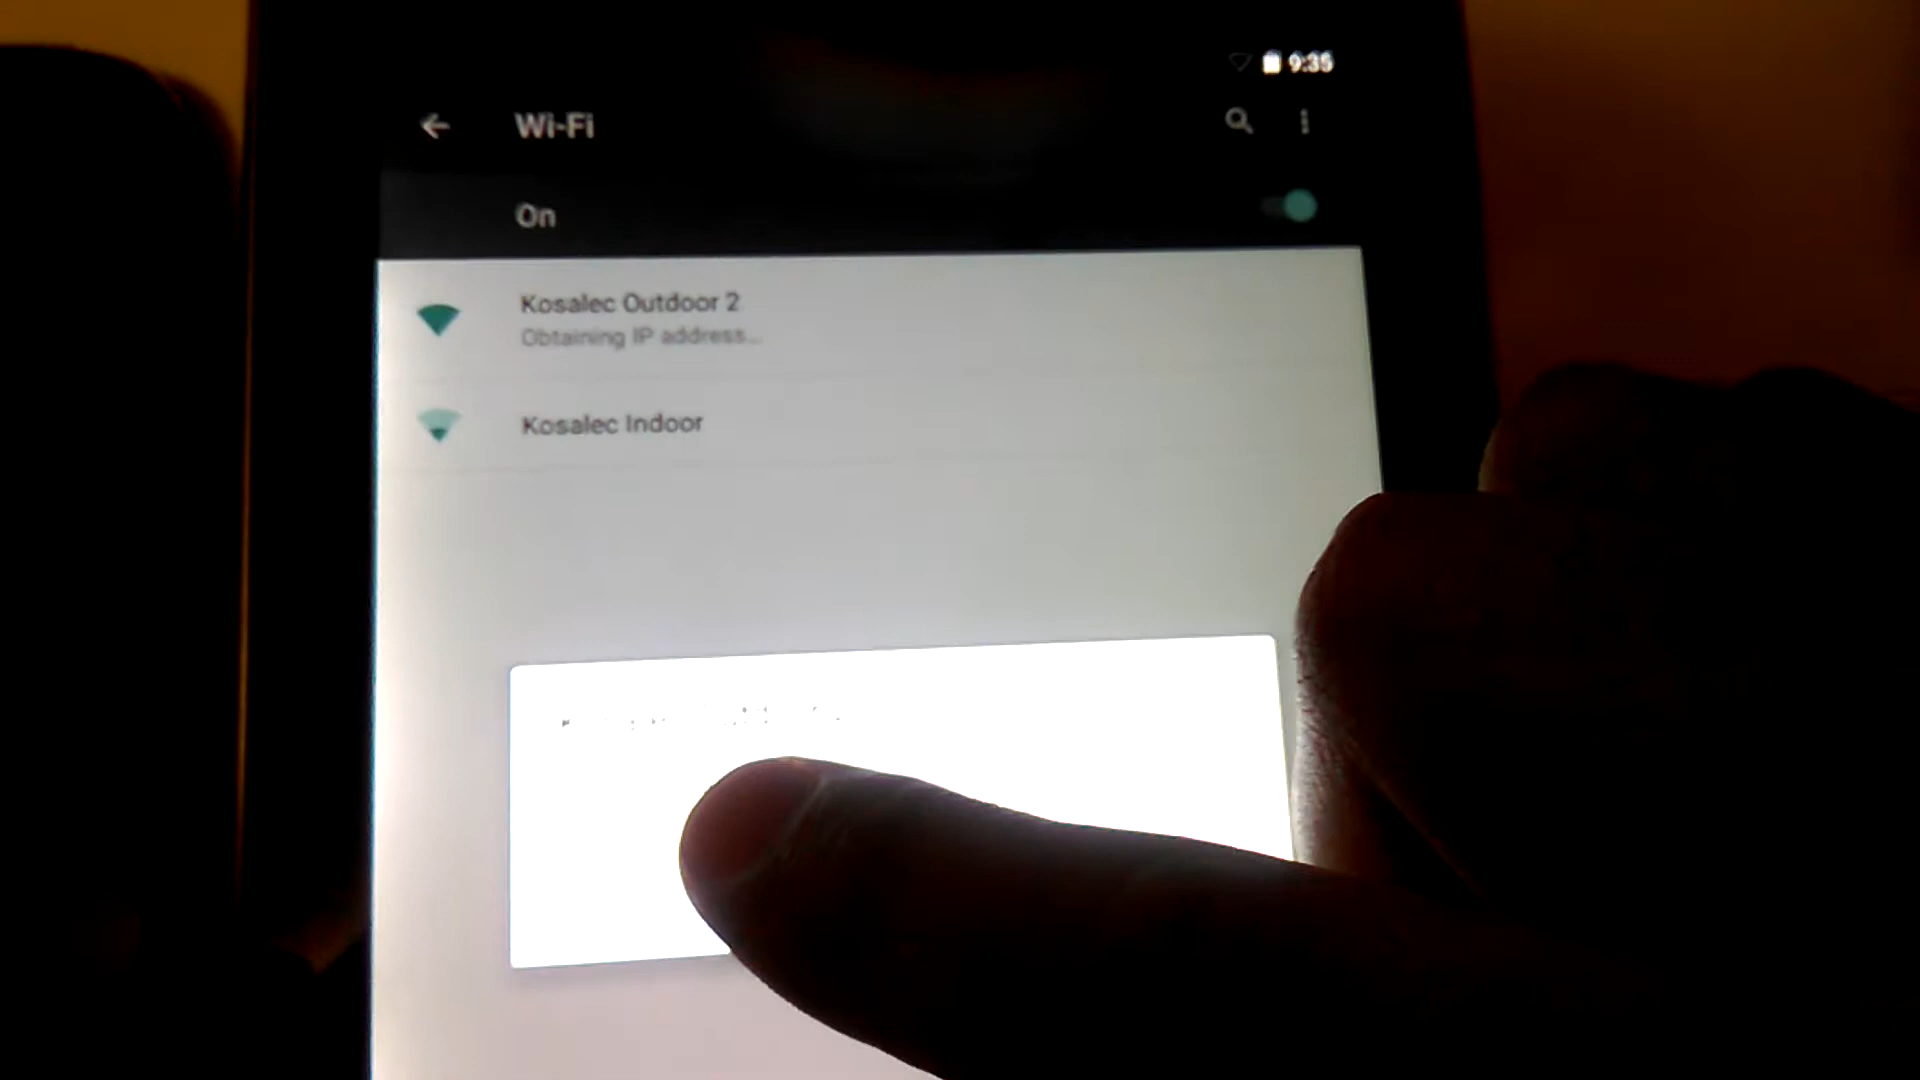 9:35
Wi-Fi
On
Kosalec Outdoor 2
Obtaining IP address...
Kosalec Indoor